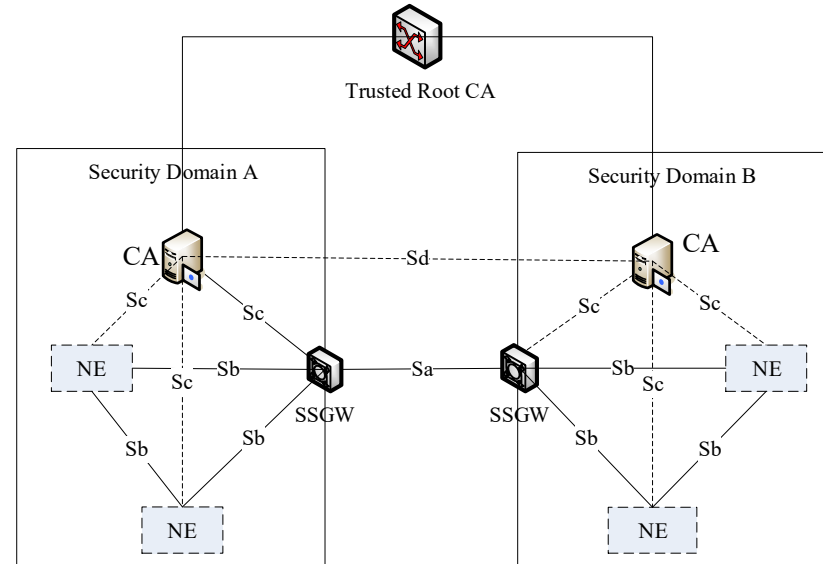 Trusted Root CA
Security Domain A
Security Domain B
CA
Sd
CA
Sc
Sc
Sc
Sc
NE
Sb
Sc
Sa
Sb
Sc
NE
SSGW
SSGW
Sb
Sb
Sb
Sb
NE
NE